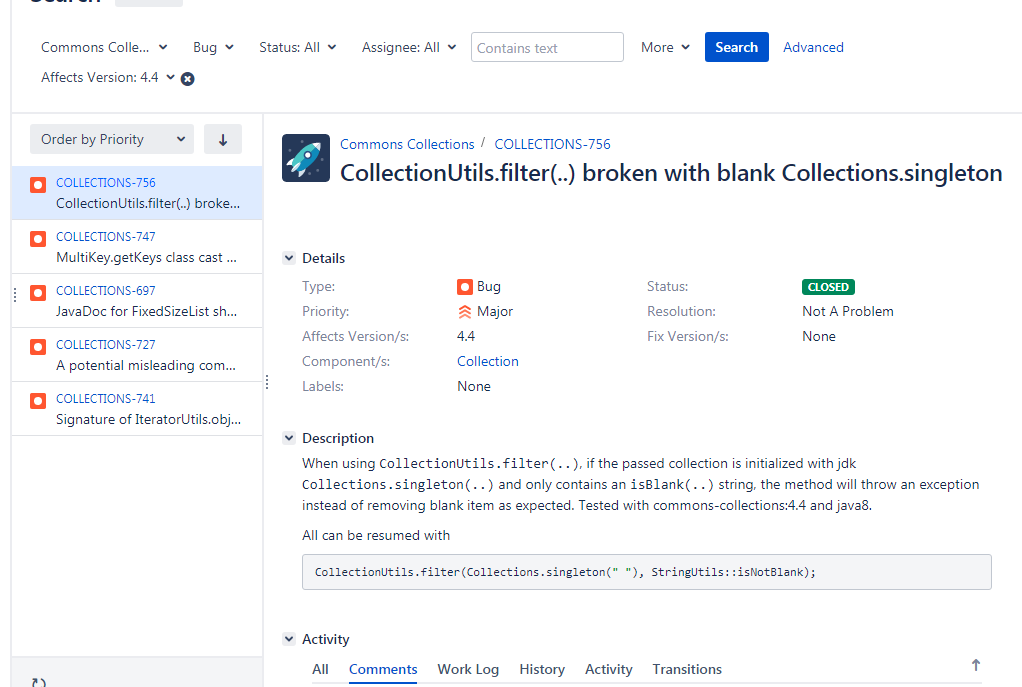 Search
Commons Colle... Bug Status: All Assignee: All Contains text More Search Advanced
Affects Version: 4.4
Order by Priority
COLLECTIONS-756
CollectionUtils.filter(..) broke...
COLLECTIONS-747
MultiKey.getKeys class cast ...
COLLECTIONS-697
JavaDoc for FixedSizeList sh...
COLLECTIONS-727
A potential misleading com...
COLLECTIONS-741
Signature of IteratorUtils.obj...
Commons Collections / COLLECTIONS-756
CollectionUtils.filter(..) broken with blank Collections.singleton
Details
Type: Bug Status: CLOSED
Priority: Major Resolution: Not A Problem
Affects Version/s: 4.4 Fix Version/s: None
Component/s: Collection
Labels: None
Description
When using CollectionUtils.filter(..), if the passed collection is initialized with jdk
Collections.singleton(..) and only contains an isBlank(..) string, the method will throw an exception
instead of removing blank item as expected. Tested with commons-collections:4.4 and java8.
All can be resumed with
CollectionUtils.filter(Collections.singleton(" "), StringUtils::isNotBlank);
Activity
All Comments Work Log History Activity Transitions